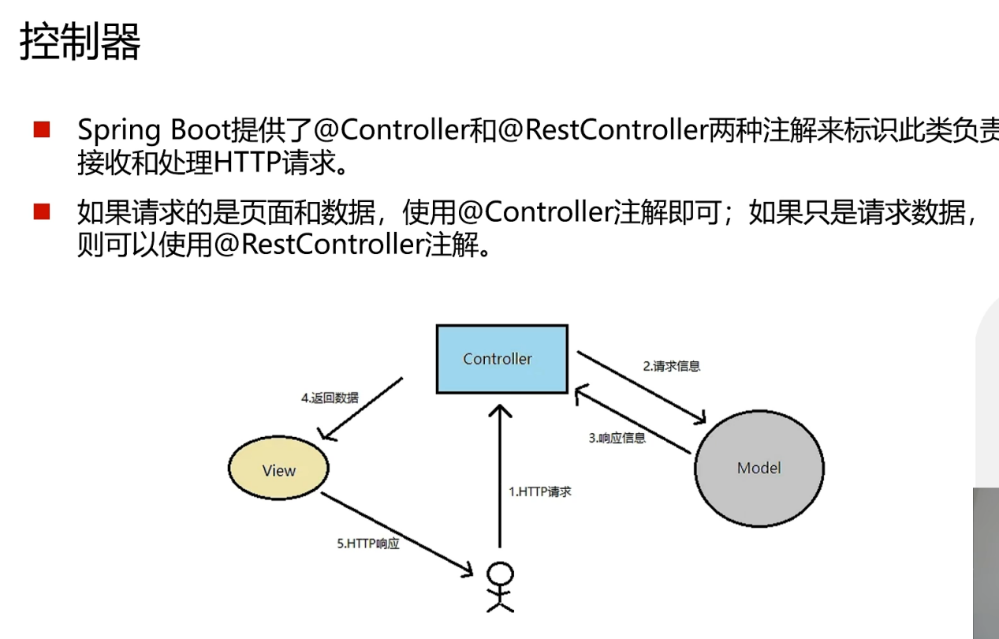 控制器
Spring Boot提供了@Controller和@RestController两种注解来标识此类负责
接收和处理HTTP请求。
如果请求的是页面和数据，使用@Controller注解即可；如果只是请求数据，
则可以使用@RestController注解。
Controller
2.请求信息
4.返回数据
3.响应信息
View
Model
1.HTTP请求
5.HTTP响应